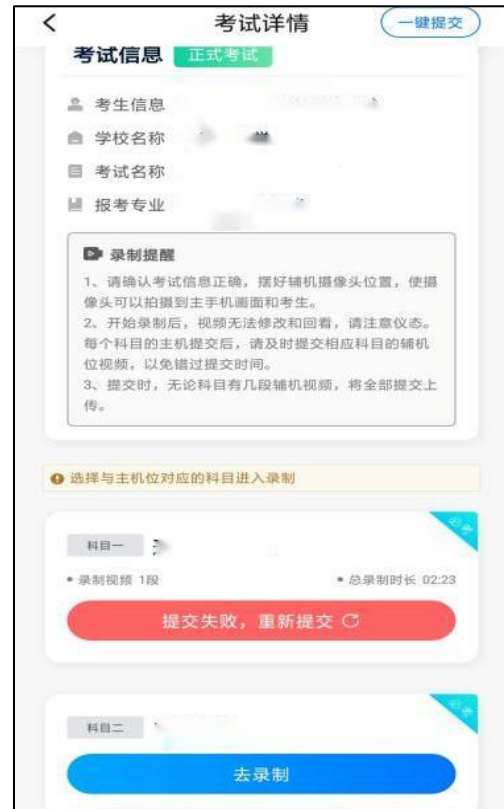 考试详情
一键提交
考试信息 正式考试
考生信息
学校名称
考试名称
报考专业
录制提醒
1、请确认考试信息正确，摆好辅机摄像头位置，使摄
像头可以拍摄到主手机画面和考生。
2、开始录制后，视频无法修改和回看，请注意仪态。
每个科目的主机提交后，请及时提交相应科目的辅机
位视频，以免错过提交时间。
3、提交时，无论科目有几段辅机视频，将全部提交上
传。
选择与主机位对应的科目进入录制
必考
科目一
• 录制视频 1段
• 总录制时长 02:23
提交失败，重新提交
必考
科目二
去录制